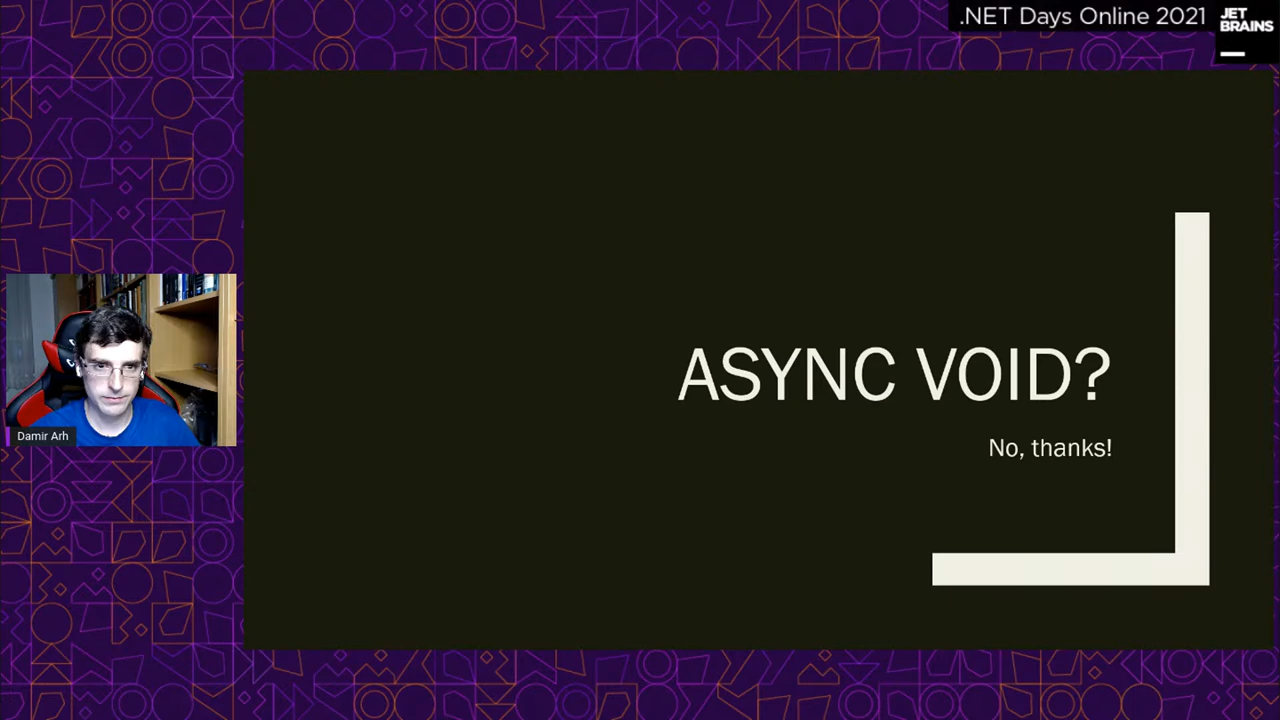 .NET Days Online 2021
JET
BRAINS
ASYNC VOID?
No, thanks!
Damir Arh